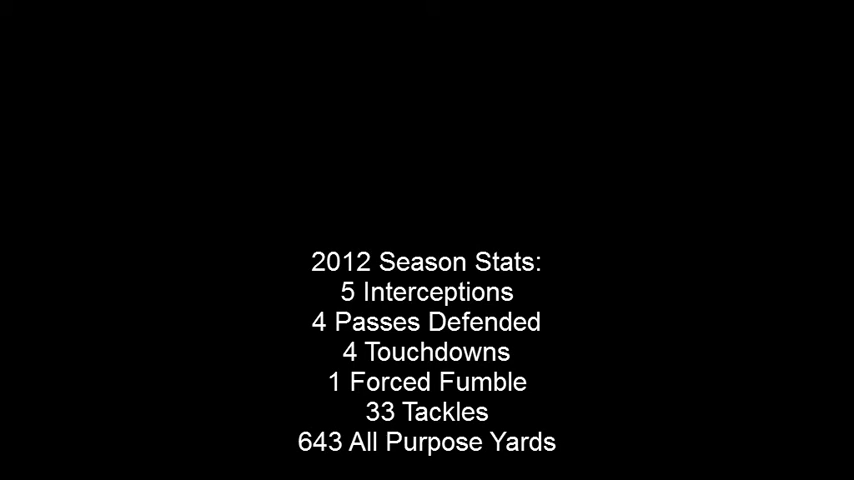 2012 Season Stats:
5 Interceptions
4 Passes Defended
4 Touchdowns
1 Forced Fumble
33 Tackles
643 All Purpose Yards